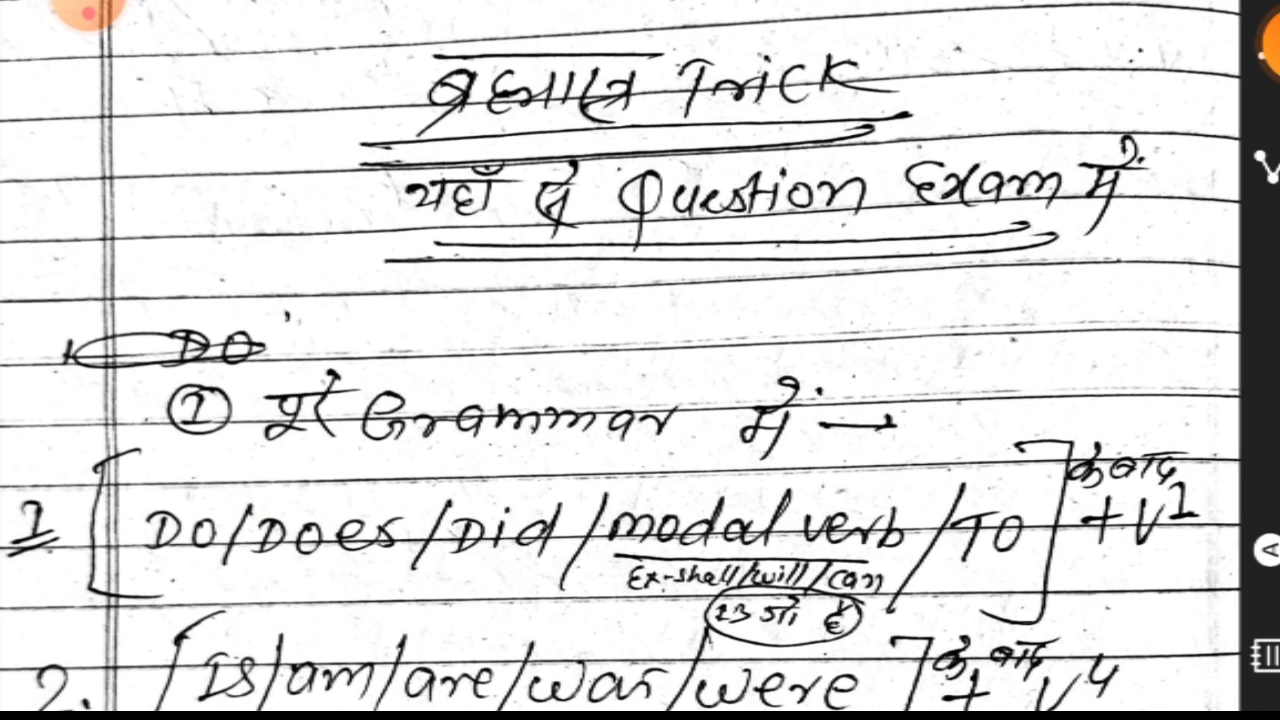 ब्रह्मास्त्र Trick
यहाँ से Question Exam में
DO
① पूरे Grammar में →
1 [DO/DOES/Did/modal verb/TO] के बाद + V1
Ex-shall/will/can
23 जो है
2. [IS/am/are/was/were] के बाद + V4